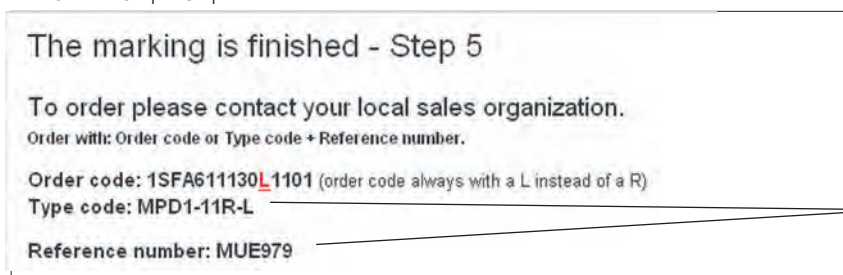 The marking is finished - Step 5
To order please contact your local sales organization.
Order with: Order code or Type code + Reference number.
Order code: 1SFA611130L1101 (order code always with a L instead of a R)
Type code: MPD1-11R-L
Reference number: MUE979